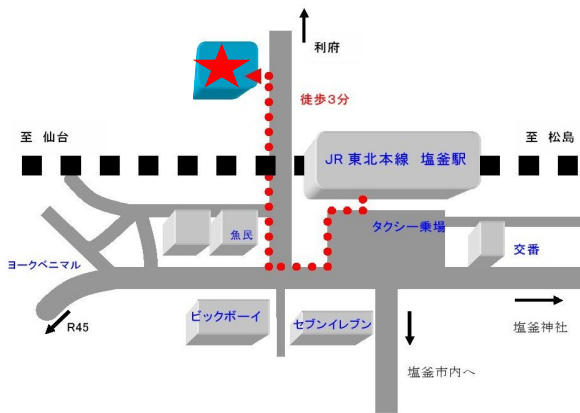 利府
徒歩３分
至 仙台
至 松島
JR 東北本線 塩釜駅
タクシー乗場
魚民
交番
ヨークベニマル
ビックボーイ
セブンイレブン
R45
塩釜神社
塩釜市内へ